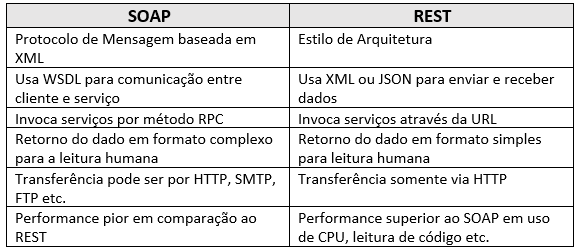 SOAP
REST
Protocolo de Mensagem baseada em
XML
Estilo de Arquitetura
Usa WSDL para comunicação entre
cliente e serviço
Usa XML ou JSON para enviar e receber
dados
Invoca serviços por método RPC
Invoca serviços através da URL
Retorno do dado em formato complexo
para a leitura humana
Retorno do dado em formato simples
para leitura humana
Transferência pode ser por HTTP, SMTP,
FTP etc.
Transferência somente via HTTP
Performance pior em comparação ao
REST
Performance superior ao SOAP em uso
de CPU, leitura de código etc.